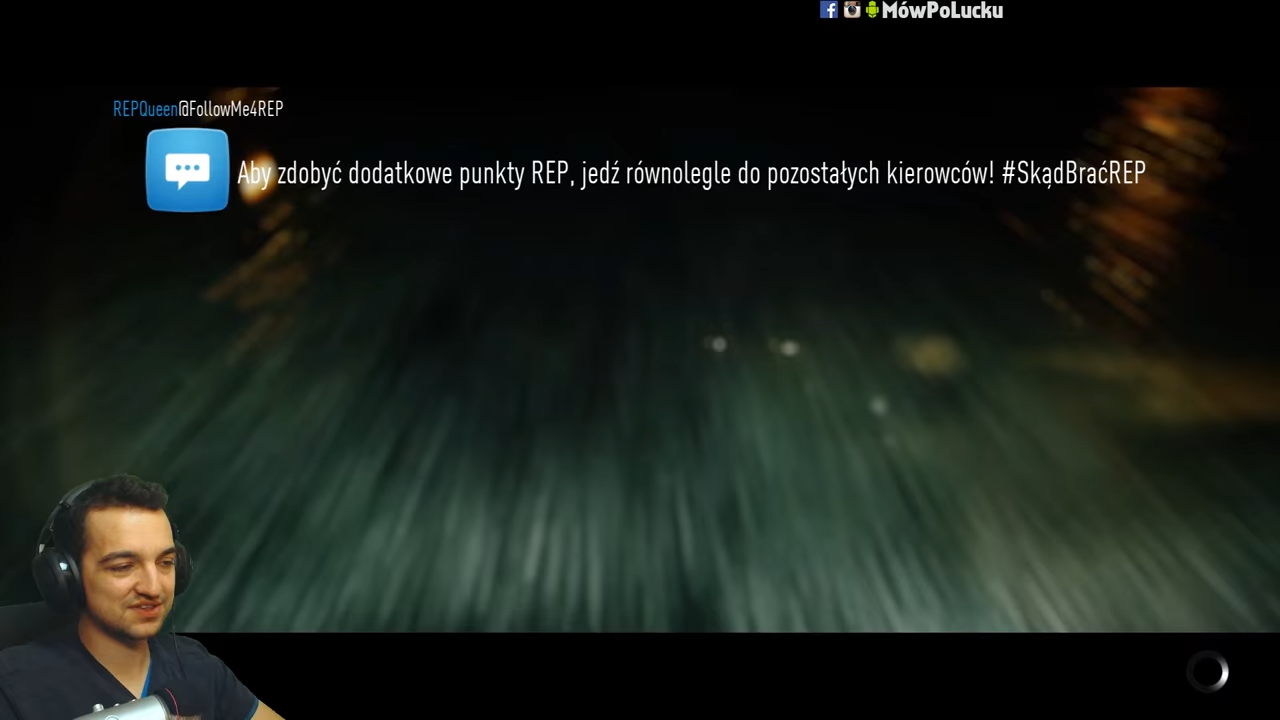 MówPoLucku
REPQueen@FollowMe4REP
Aby zdobyć dodatkowe punkty REP, jedź równolegle do pozostałych kierowców! #SkądBraćREP